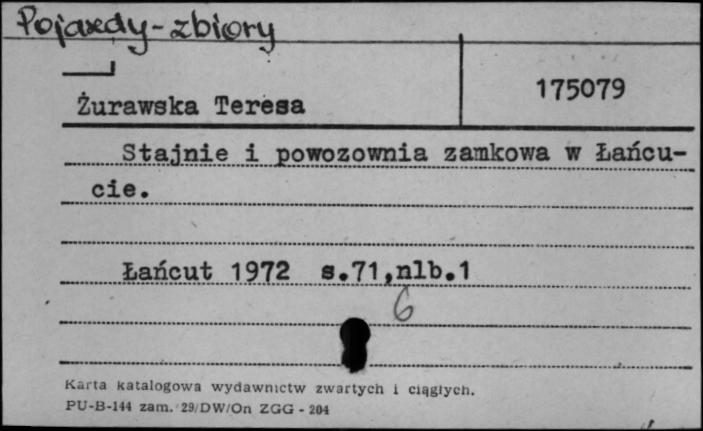 Pojazdy-zbiory
175079
Żurawska Teresa
Stajnie i powozownia zamkowa w Łańcu-
cie.
Łańcut 1972 s.71,nlb.1
6
Karta katalogowa wydawnictw zwartych i ciągłych.
PU-B-144 zam. 29/DW/On ZGG - 204